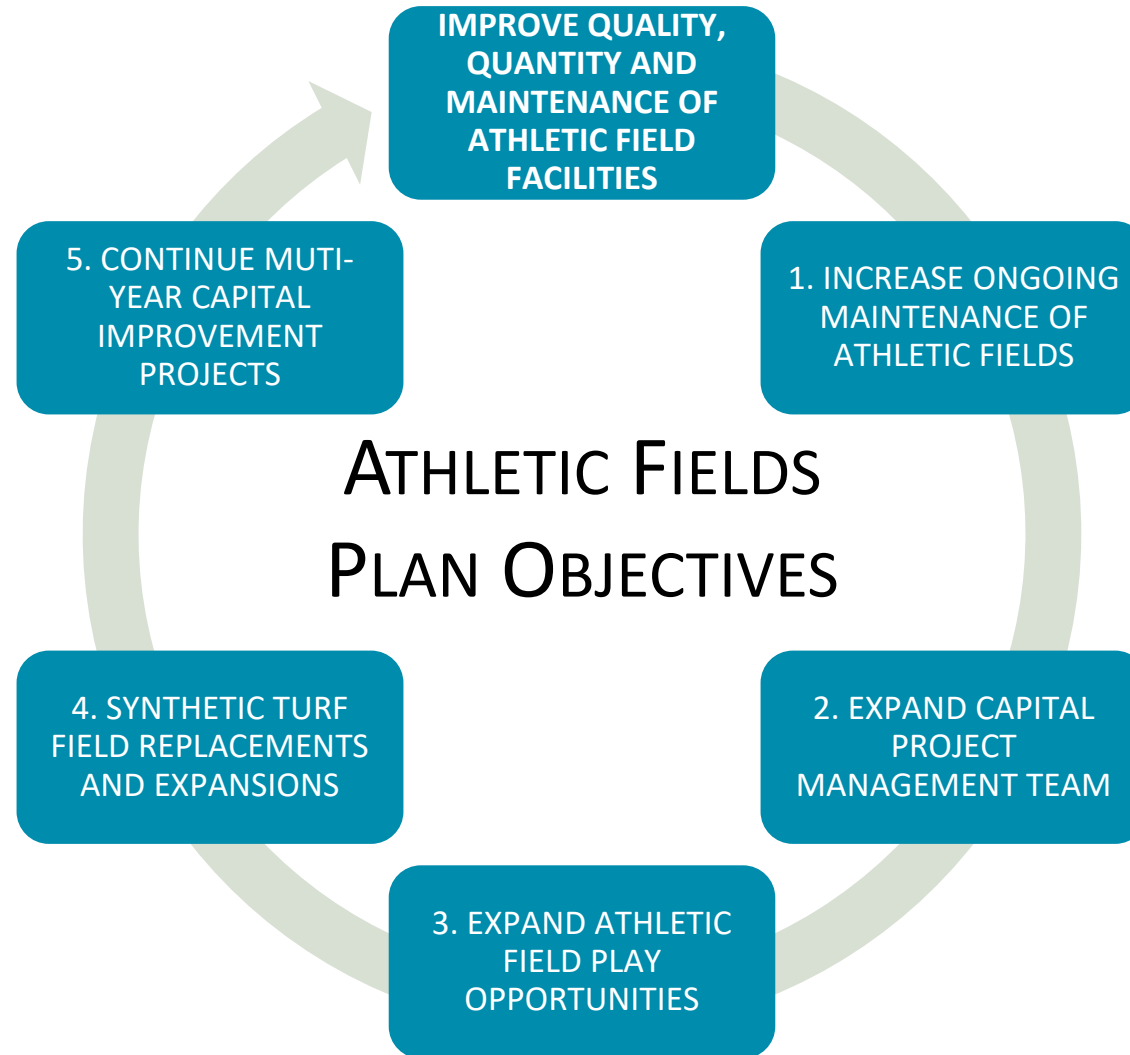 IMPROVE QUALITY,
QUANTITY AND
MAINTENANCE OF
ATHLETIC FIELD
FACILITIES
1. INCREASE ONGOING
MAINTENANCE OF
ATHLETIC FIELDS
2. EXPAND CAPITAL
PROJECT
MANAGEMENT TEAM
3. EXPAND ATHLETIC
FIELD PLAY
OPPORTUNITIES
4. SYNTHETIC TURF
FIELD REPLACEMENTS
AND EXPANSIONS
5. CONTINUE MUTI-
YEAR CAPITAL
IMPROVEMENT
PROJECTS
ATHLETIC FIELDS
PLAN OBJECTIVES